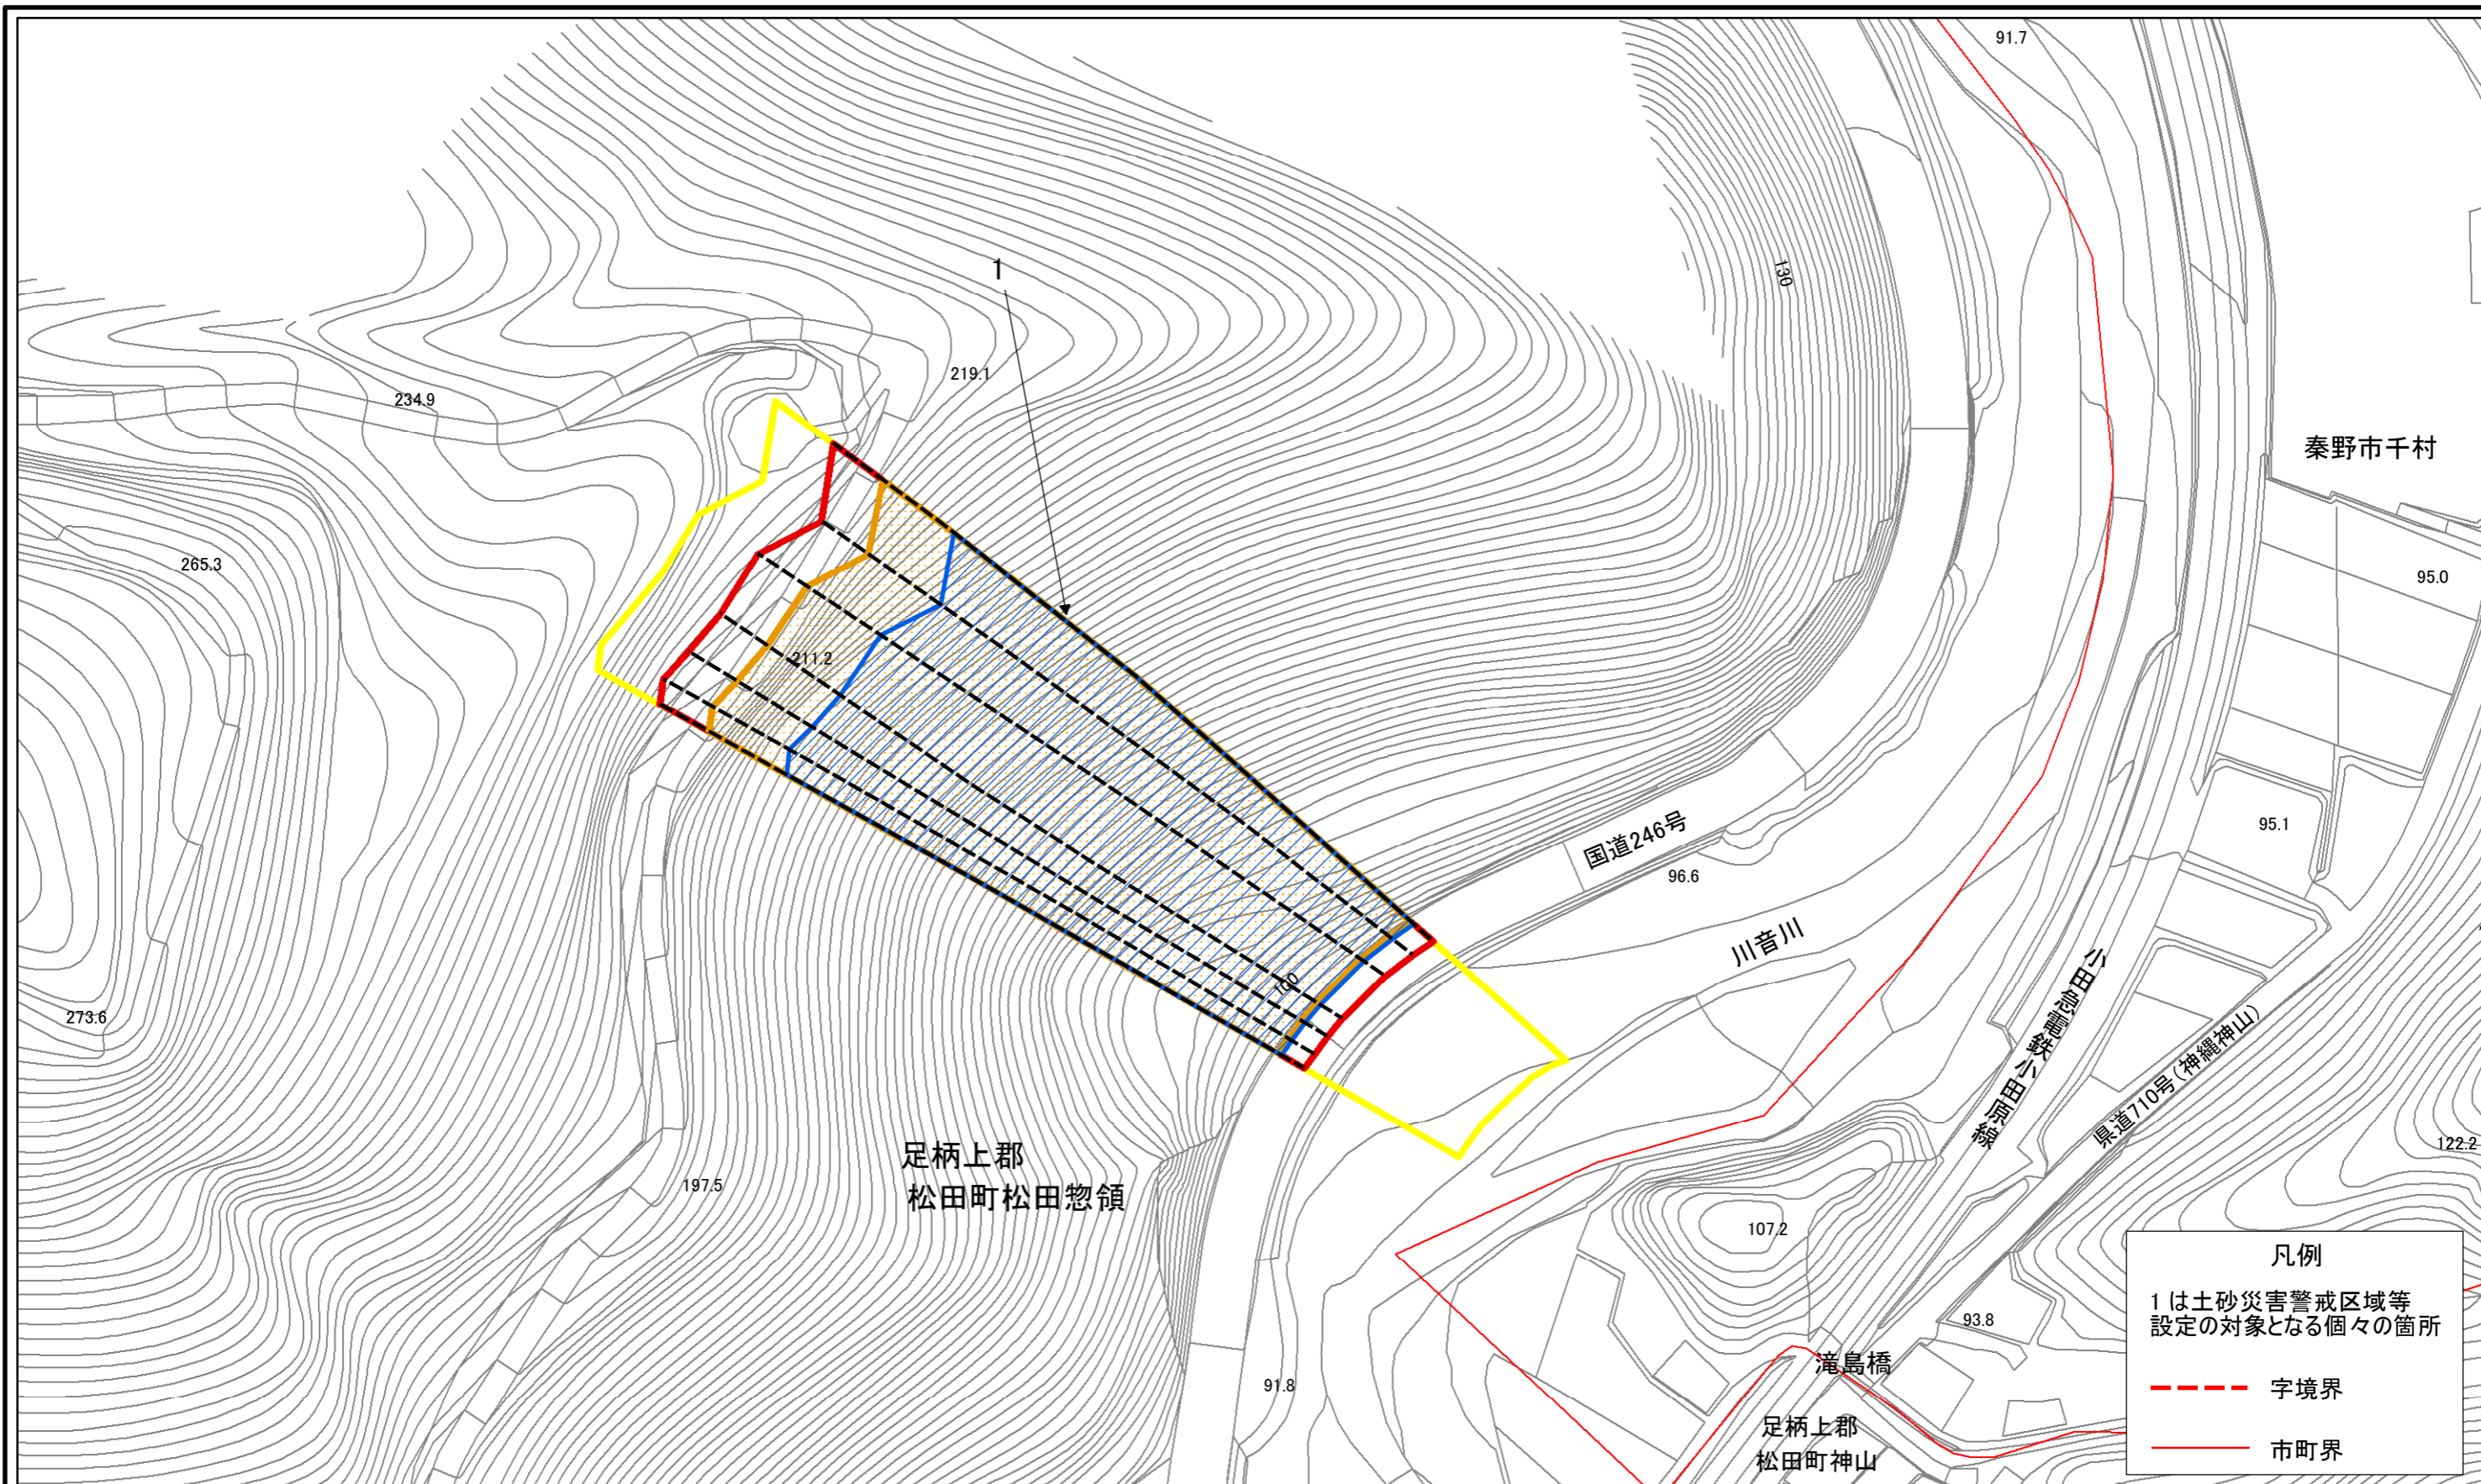 91.7
130
1
219.1
234.9
秦野市千村
265.3
95.0
211.2
95.1
国道246号
96.6
川音川
小田急電鉄小田原線
100
273.6
県道710号(神縄神山)
122.2
足柄上郡
松田町松田惣領
197.5
107.2
凡例
1 は土砂災害警戒区域等
設定の対象となる個々の箇所
字境界
市町界
93.8
滝島橋
91.8
足柄上郡
松田町神山